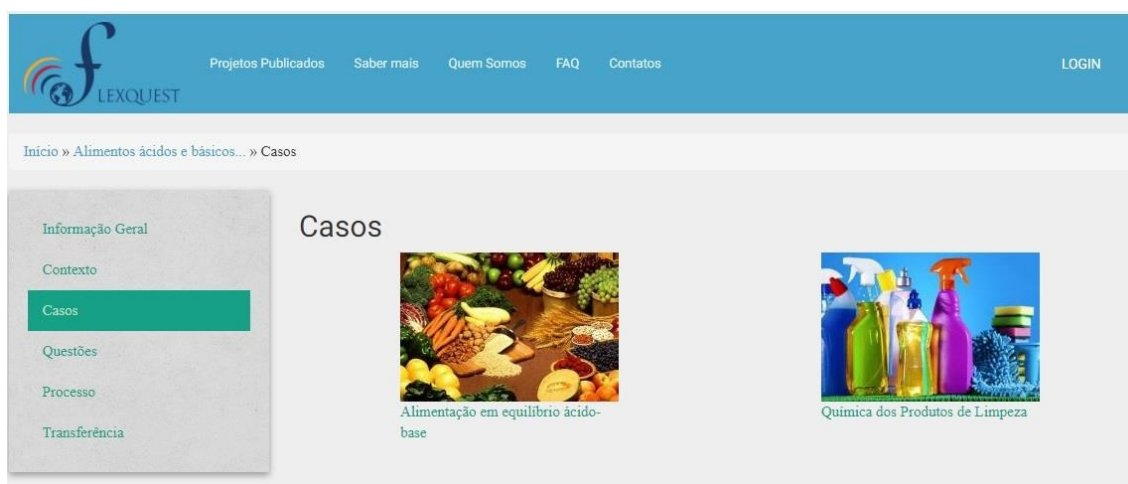 fLEXQUEST
Projetos Publicados Saber mais Quem Somos FAQ Contatos LOGIN
Início » Alimentos ácidos e básicos... » Casos
Informação Geral
Contexto
Casos
Questões
Processo
Transferência
Casos
Alimentação em equilíbrio ácido-
base
Química dos Produtos de Limpeza